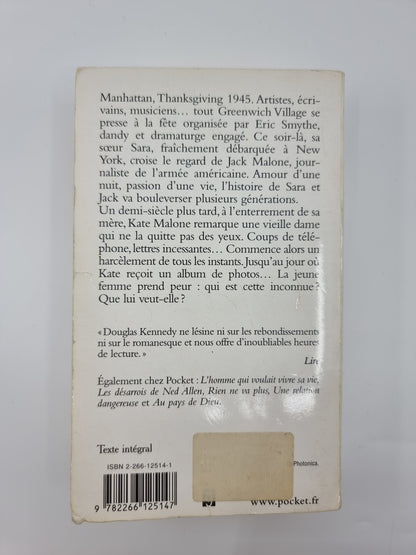 Manhattan, Thanksgiving 1945. Artistes, écri-
vains, musiciens… tout Greenwich Village se
presse à la fête organisée par Eric Smythe,
dandy et dramaturge engagé. Ce soir-là, sa
sœur Sara, fraîchement débarquée à New
York, croise le regard de Jack Malone, jour-
naliste de l'armée américaine. Amour d'une
nuit, passion d'une vie, l'histoire de Sara et
Jack va bouleverser plusieurs générations.
Un demi-siècle plus tard, à l'enterrement de sa
mère, Kate Malone remarque une vieille dame
qui ne la quitte pas des yeux. Coups de télé-
phone, lettres incessantes… Commence alors un
harcèlement de tous les instants. Jusqu'au jour où
Kate reçoit un album de photos… La jeune
femme prend peur : qui est cette inconnue ?
Que lui veut-elle ?
« Douglas Kennedy ne lésine ni sur les rebondissements
ni sur le romanesque et nous offre d'inoubliables heures
de lecture. »
Lire
Également chez Pocket : L'homme qui voulait vivre sa vie,
Les désarrois de Ned Allen, Rien ne va plus, Une relation
dangereuse et Au pays de Dieu.
Texte intégral
ISBN 2-266-12514-1
Photonica.
9 782266 125147
www.pocket.fr